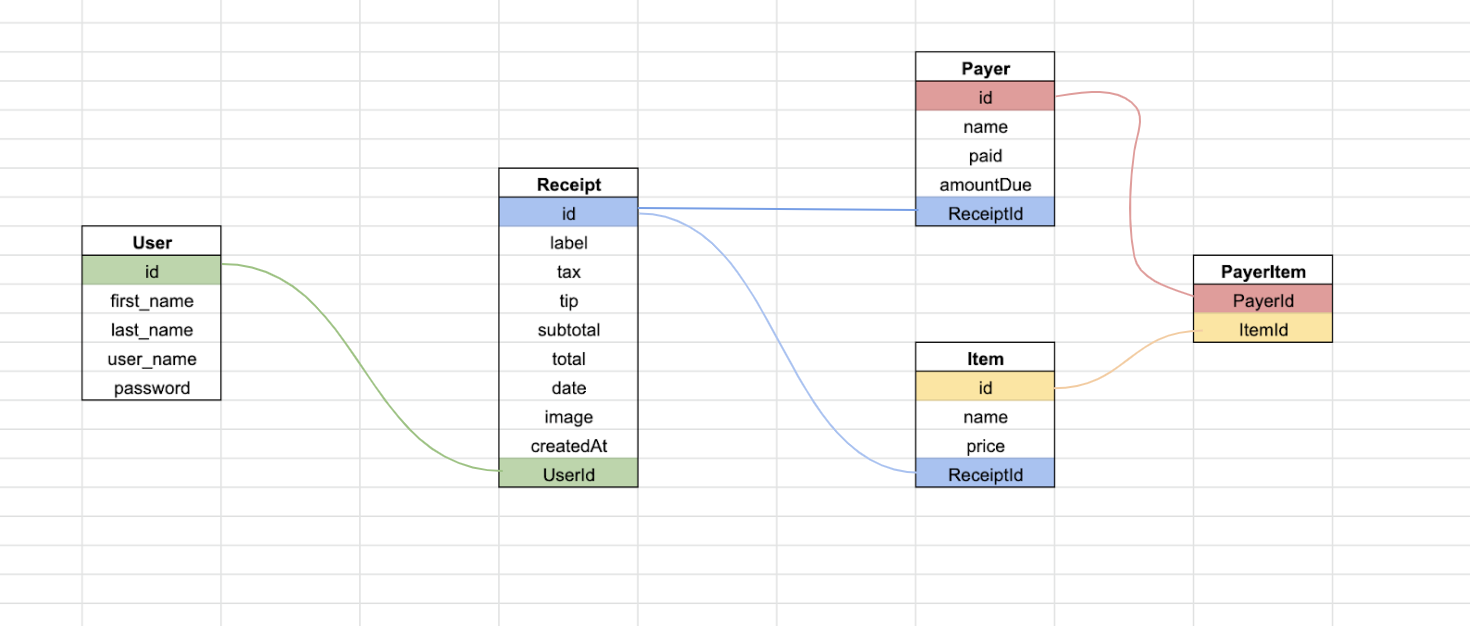 User
id
first_name
last_name
user_name
password
Receipt
id
label
tax
tip
subtotal
total
date
image
createdAt
UserId
Payer
id
name
paid
amountDue
ReceiptId
Item
id
name
price
ReceiptId
PayerItem
PayerId
ItemId